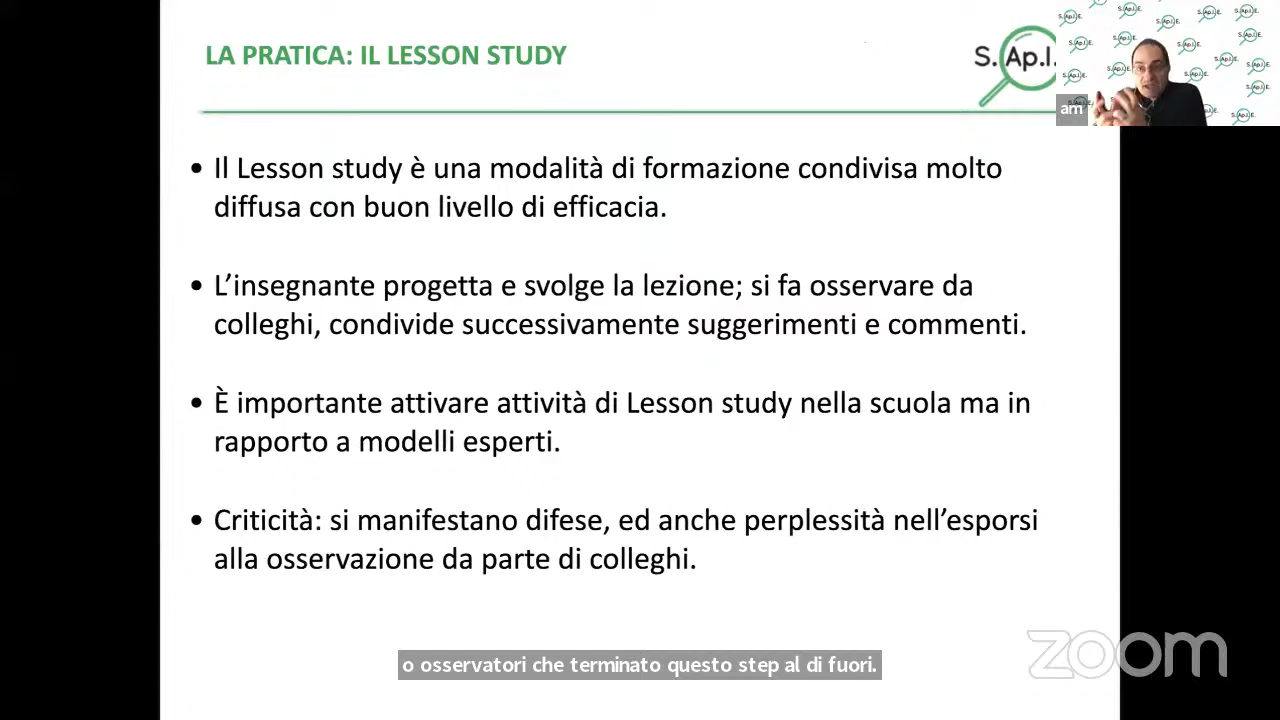 LA PRATICA: IL LESSON STUDY
S. Ap.I.
am
• Il Lesson study è una modalità di formazione condivisa molto
diffusa con buon livello di efficacia.
• L’insegnante progetta e svolge la lezione; si fa osservare da
colleghi, condivide successivamente suggerimenti e commenti.
• È importante attivare attività di Lesson study nella scuola ma in
rapporto a modelli esperti.
• Criticità: si manifestano difese, ed anche perplessità nell’esporsi
alla osservazione da parte di colleghi.
o osservatori che terminato questo step al di fuori.
zoom